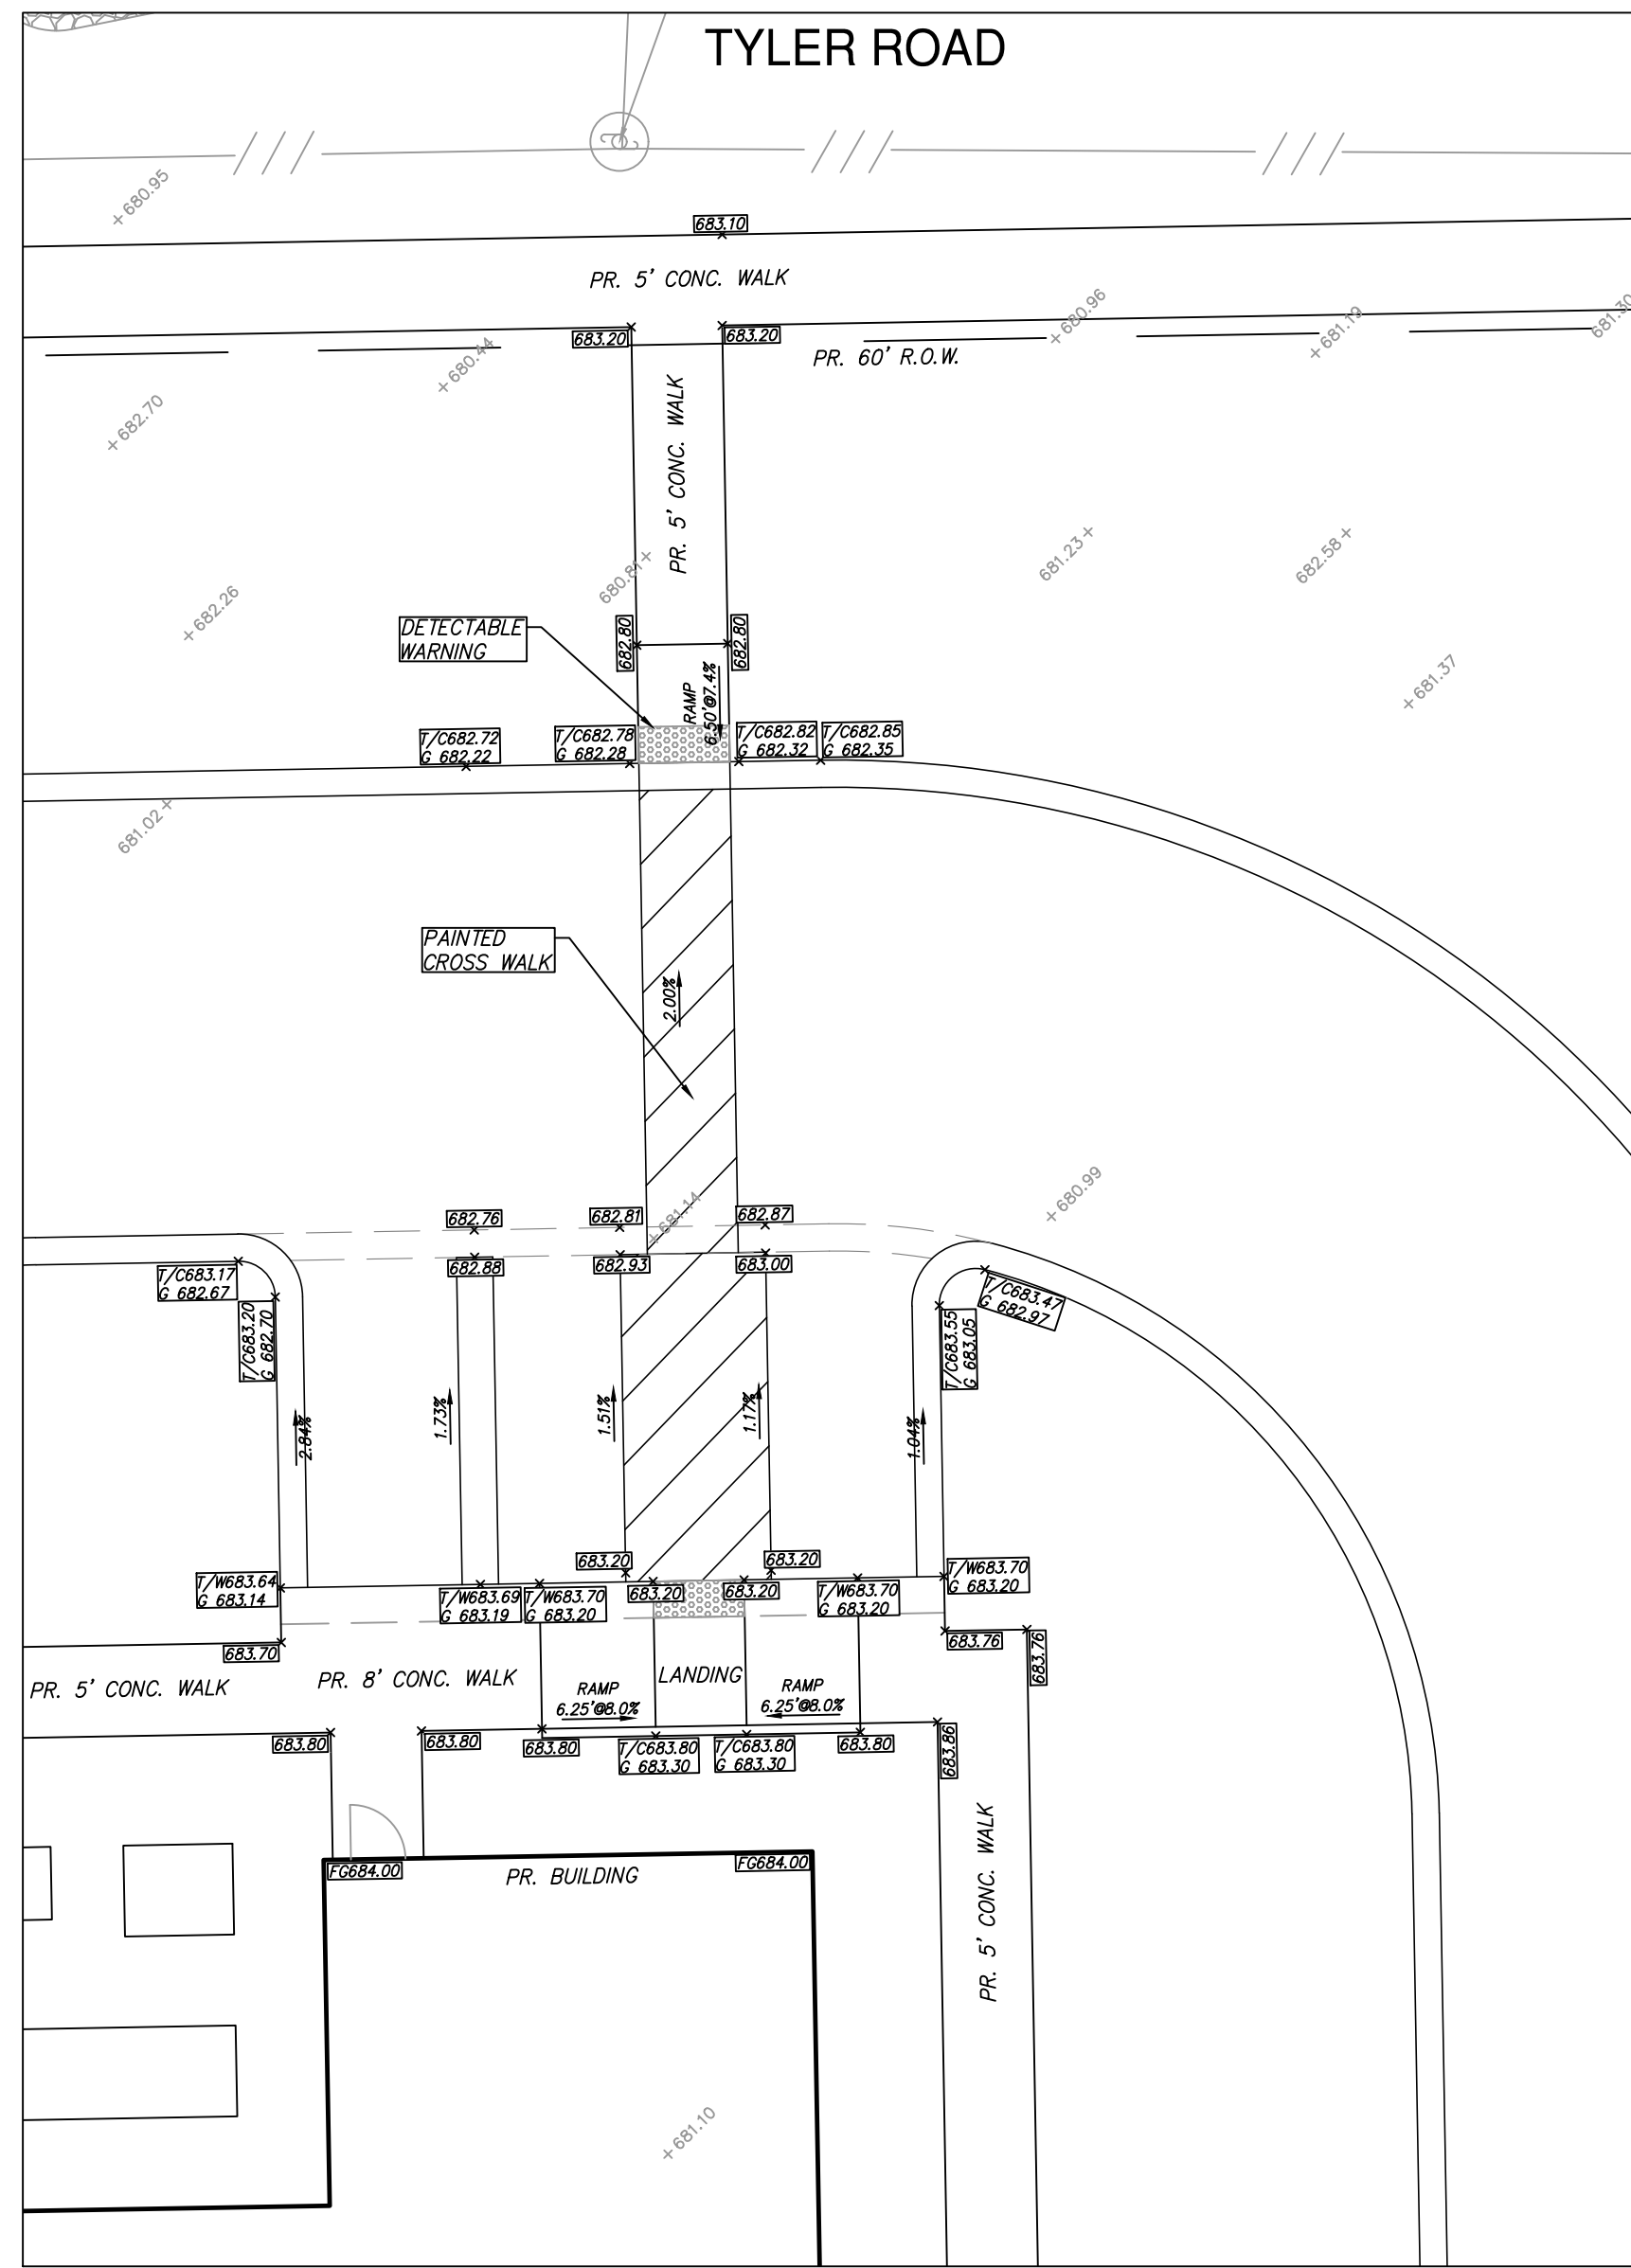 TYLER ROAD
680.95
683.10
PR. 5' CONC. WALK
683.20
683.20
PR. 60' R.O.W.
680.44
680.96
681.19
681.30
682.70
PR. 5' CONC. WALK
680.81
681.23
682.58
682.26
DETECTABLE
WARNING
682.80
682.80
RAMP
6.50'@7.4%
681.37
T/C682.72
G 682.22
T/C682.78
G 682.28
T/C682.82
G 682.32
T/C682.85
G 682.35
681.02
PAINTED
CROSS WALK
2.00%
681.14
680.99
682.76
682.81
682.87
682.88
682.93
683.00
T/C683.17
G 682.67
T/C683.20
G 682.70
T/C683.47
G 682.97
T/C683.55
G 683.05
2.84%
1.73%
1.51%
1.17%
1.04%
683.20
683.20
T/W683.64
G 683.14
T/W683.69
G 683.19
T/W683.70
G 683.20
683.20
683.20
T/W683.70
G 683.20
T/W683.70
G 683.20
683.70
683.76
683.76
PR. 5' CONC. WALK
PR. 8' CONC. WALK
RAMP
6.25'@8.0%
LANDING
RAMP
6.25'@8.0%
683.80
683.80
683.80
T/C683.80
G 683.30
T/C683.80
G 683.30
683.80
683.86
PR. 5' CONC. WALK
FG684.00
PR. BUILDING
FG684.00
681.10